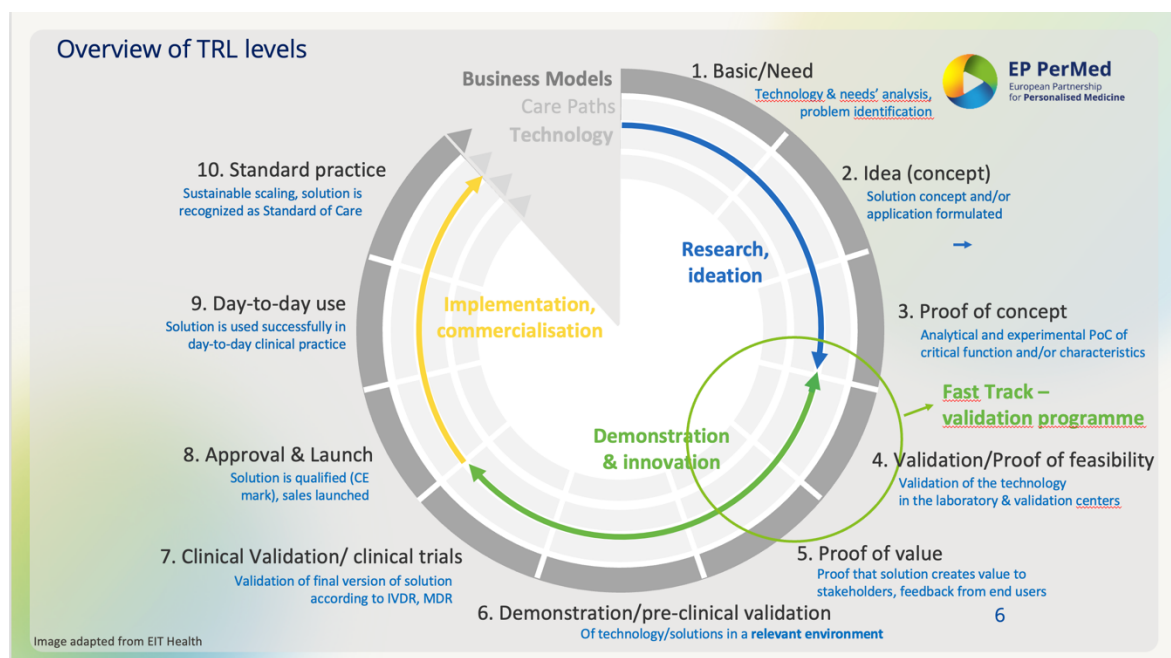 Overview of TRL levels
EP PerMed
European Partnership
for Personalised Medicine
Business Models
Care Paths
Technology
1. Basic/Need
Technology & needs' analysis,
problem identification
2. Idea (concept)
Solution concept and/or
application formulated
3. Proof of concept
Analytical and experimental PoC of
critical function and/or characteristics
Fast Track –
validation programme
4. Validation/Proof of feasibility
Validation of the technology
in the laboratory & validation centers
5. Proof of value
Proof that solution creates value to
stakeholders, feedback from end users
6. Demonstration/pre-clinical validation
Of technology/solutions in a relevant environment
7. Clinical Validation/ clinical trials
Validation of final version of solution
according to IVDR, MDR
8. Approval & Launch
Solution is qualified (CE
mark), sales launched
9. Day-to-day use
Solution is used successfully in
day-to-day clinical practice
10. Standard practice
Sustainable scaling, solution is
recognized as Standard of Care
Research,
ideation
Demonstration
& innovation
Implementation,
commercialisation
Image adapted from EIT Health
6